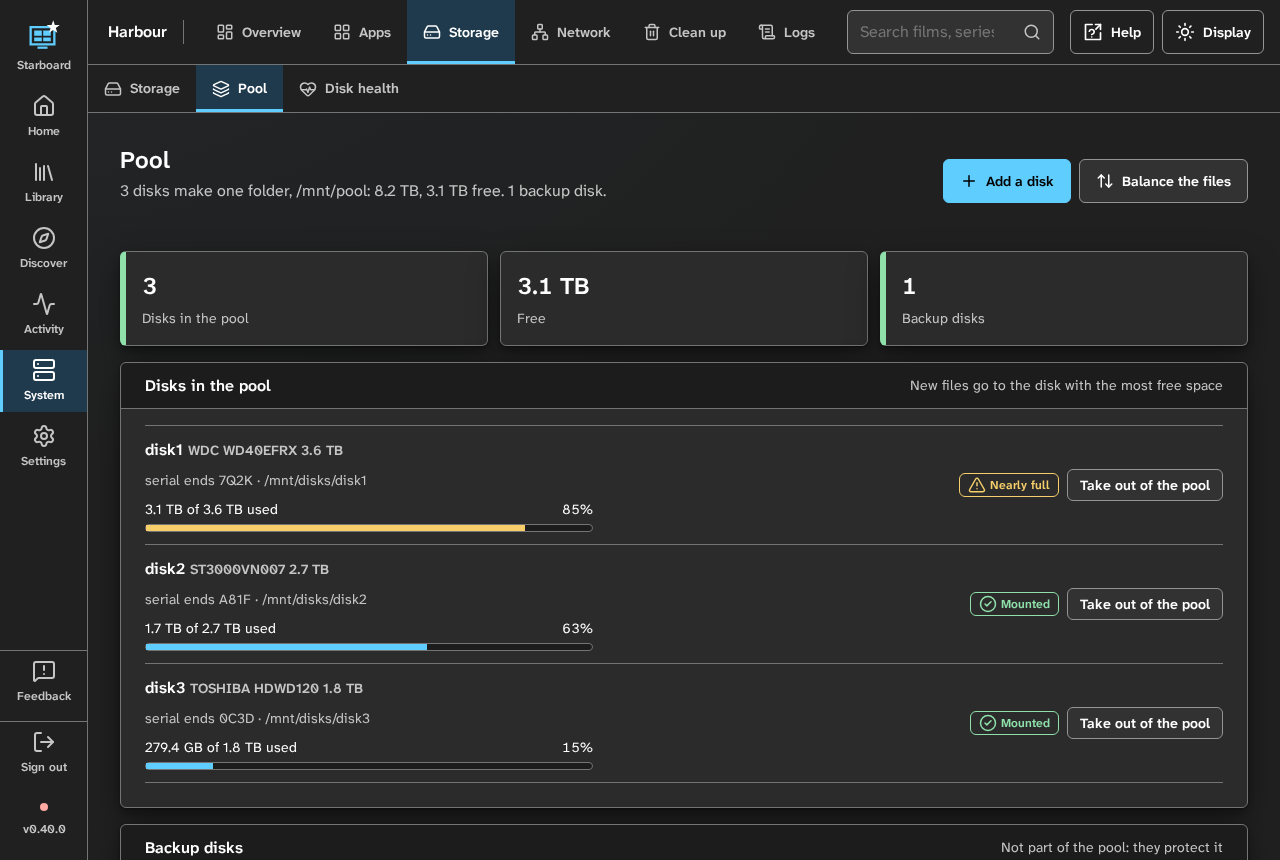 Starboard
Home
Library
Discover
Activity
System
Settings
Feedback
Sign out
v0.40.0
Harbour
Overview
Apps
Storage
Network
Clean up
Logs
Search films, series
Help
Display
Storage
Pool
Disk health
Pool
3 disks make one folder, /mnt/pool: 8.2 TB, 3.1 TB free. 1 backup disk.
Add a disk
Balance the files
3
Disks in the pool
3.1 TB
Free
1
Backup disks
Disks in the pool
New files go to the disk with the most free space
disk1 WDC WD40EFRX 3.6 TB
serial ends 7Q2K · /mnt/disks/disk1
3.1 TB of 3.6 TB used 85%
Nearly full
Take out of the pool
disk2 ST3000VN007 2.7 TB
serial ends A81F · /mnt/disks/disk2
1.7 TB of 2.7 TB used 63%
Mounted
Take out of the pool
disk3 TOSHIBA HDWD120 1.8 TB
serial ends 0C3D · /mnt/disks/disk3
279.4 GB of 1.8 TB used 15%
Mounted
Take out of the pool
Backup disks
Not part of the pool: they protect it